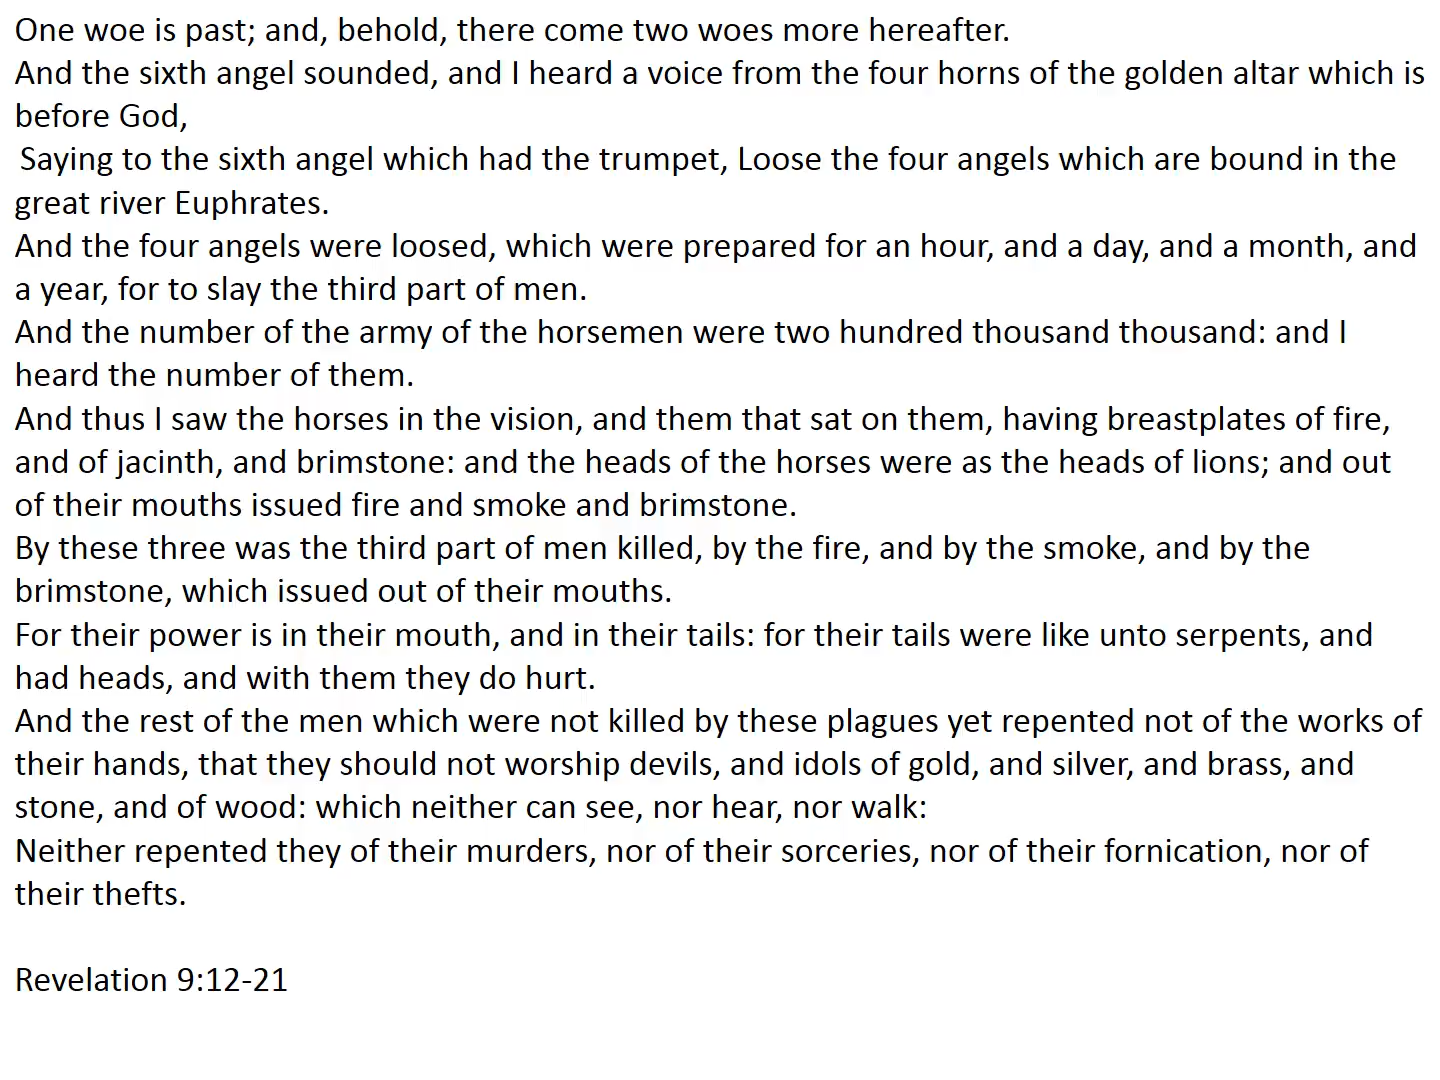 One woe is past; and, behold, there come two woes more hereafter.
And the sixth angel sounded, and I heard a voice from the four horns of the golden altar which is
before God,
Saying to the sixth angel which had the trumpet, Loose the four angels which are bound in the
great river Euphrates.
And the four angels were loosed, which were prepared for an hour, and a day, and a month, and
a year, for to slay the third part of men.
And the number of the army of the horsemen were two hundred thousand thousand: and I
heard the number of them.
And thus I saw the horses in the vision, and them that sat on them, having breastplates of fire,
and of jacinth, and brimstone: and the heads of the horses were as the heads of lions; and out
of their mouths issued fire and smoke and brimstone.
By these three was the third part of men killed, by the fire, and by the smoke, and by the
brimstone, which issued out of their mouths.
For their power is in their mouth, and in their tails: for their tails were like unto serpents, and
had heads, and with them they do hurt.
And the rest of the men which were not killed by these plagues yet repented not of the works of
their hands, that they should not worship devils, and idols of gold, and silver, and brass, and
stone, and of wood: which neither can see, nor hear, nor walk:
Neither repented they of their murders, nor of their sorceries, nor of their fornication, nor of
their thefts.
Revelation 9:12-21